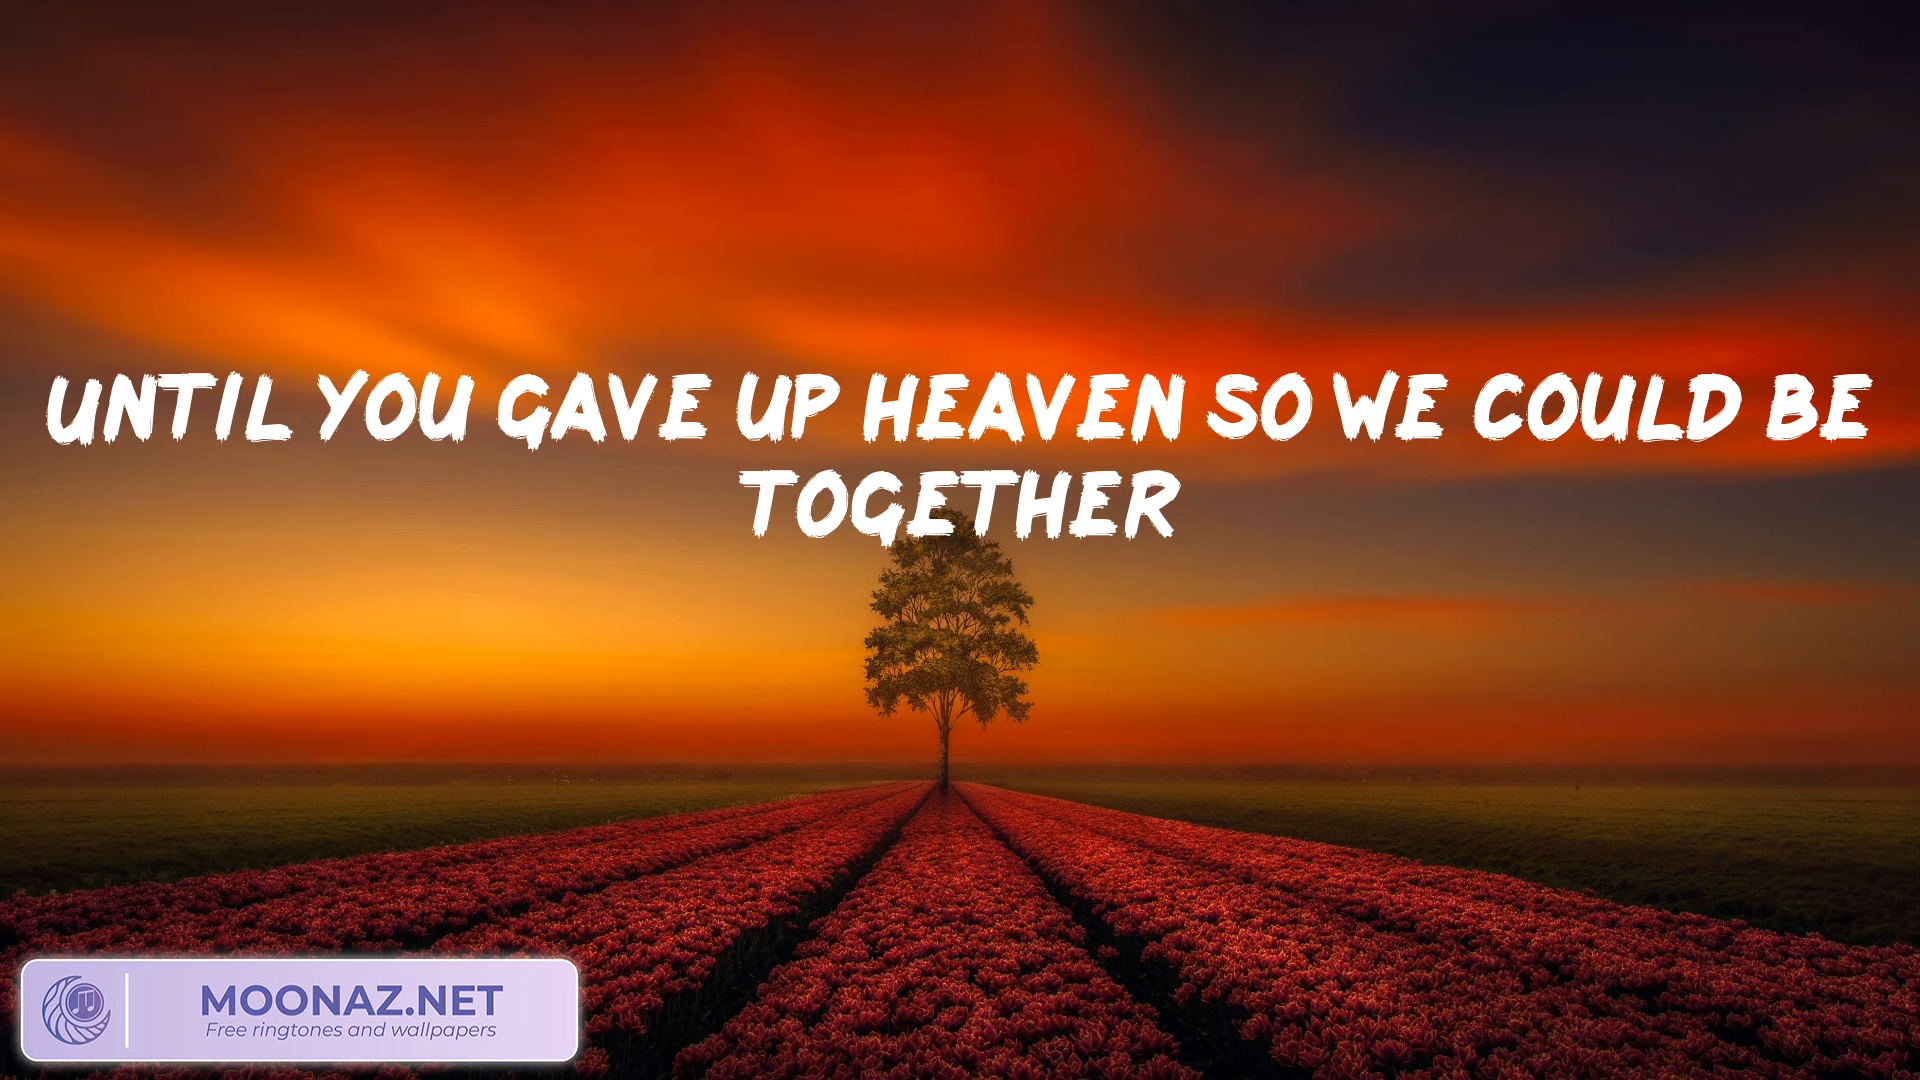 UNTIL YOU GAVE UP HEAVEN SO WE COULD BE
TOGETHER
MOONAZ.NET
Free ringtones and wallpapers